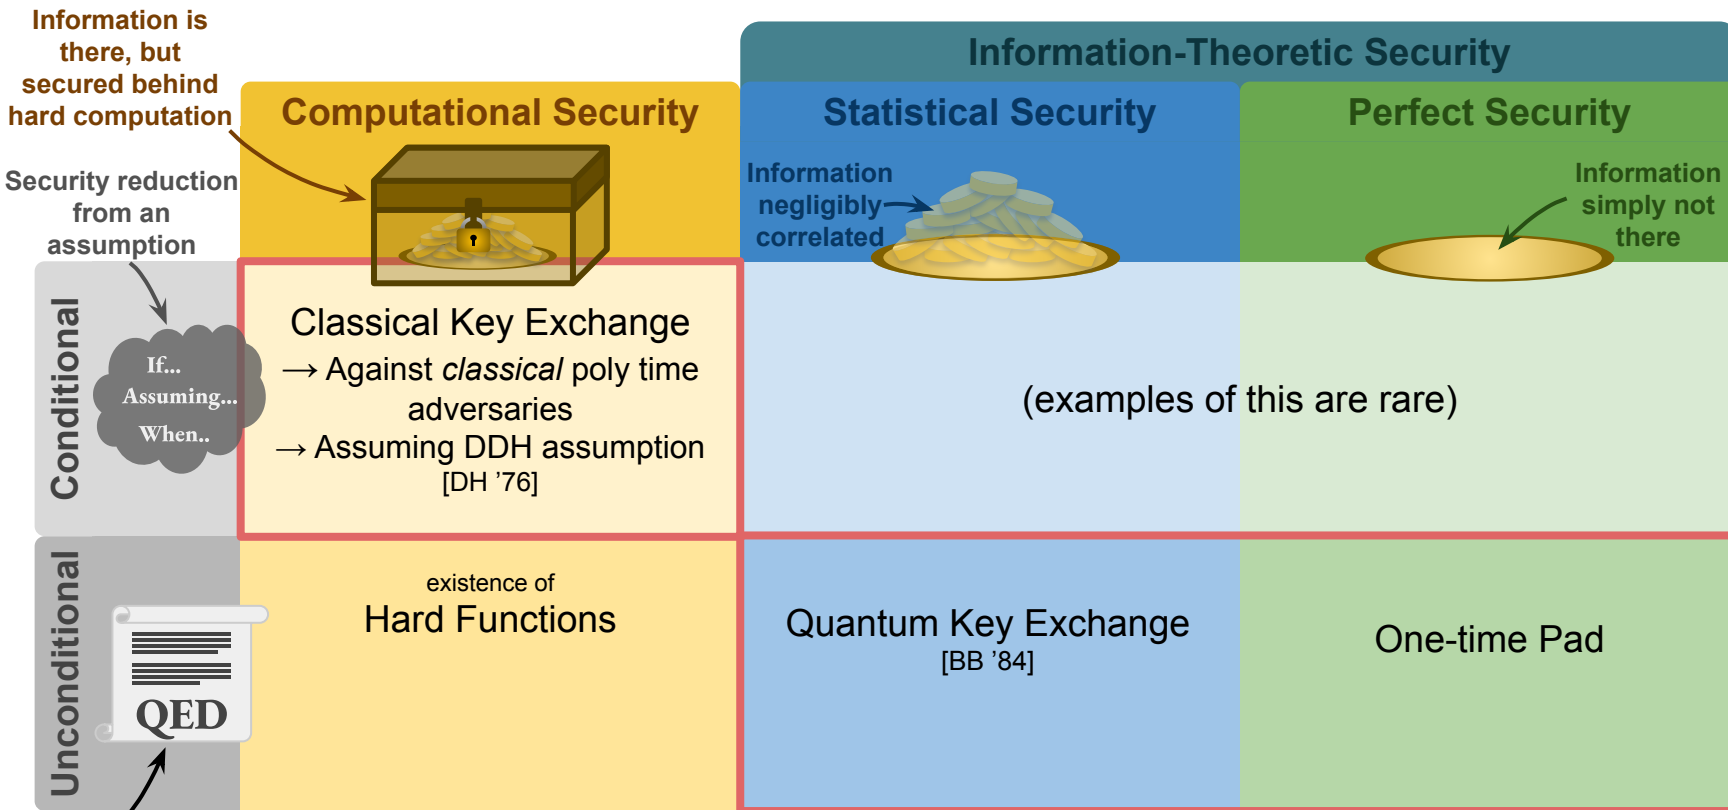 Information is
there, but
secured behind
hard computation
Information-Theoretic Security
Computational Security
Statistical Security
Perfect Security
Security reduction
from an
assumption
Information
negligibly
correlated
Information
simply not
there
Conditional
If...
Assuming...
When..
Classical Key Exchange
→ Against classical poly time
adversaries
→ Assuming DDH assumption
[DH ’76]
(examples of this are rare)
Unconditional
QED
existence of
Hard Functions
Quantum Key Exchange
[BB ’84]
One-time Pad